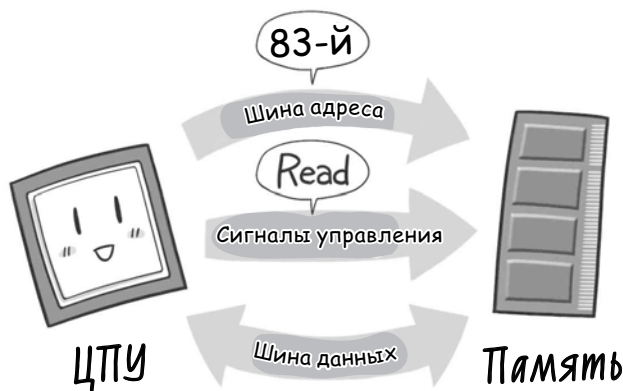 83-й
Шина адреса
Read
Сигналы управления
Шина данных
ЦПУ
Память